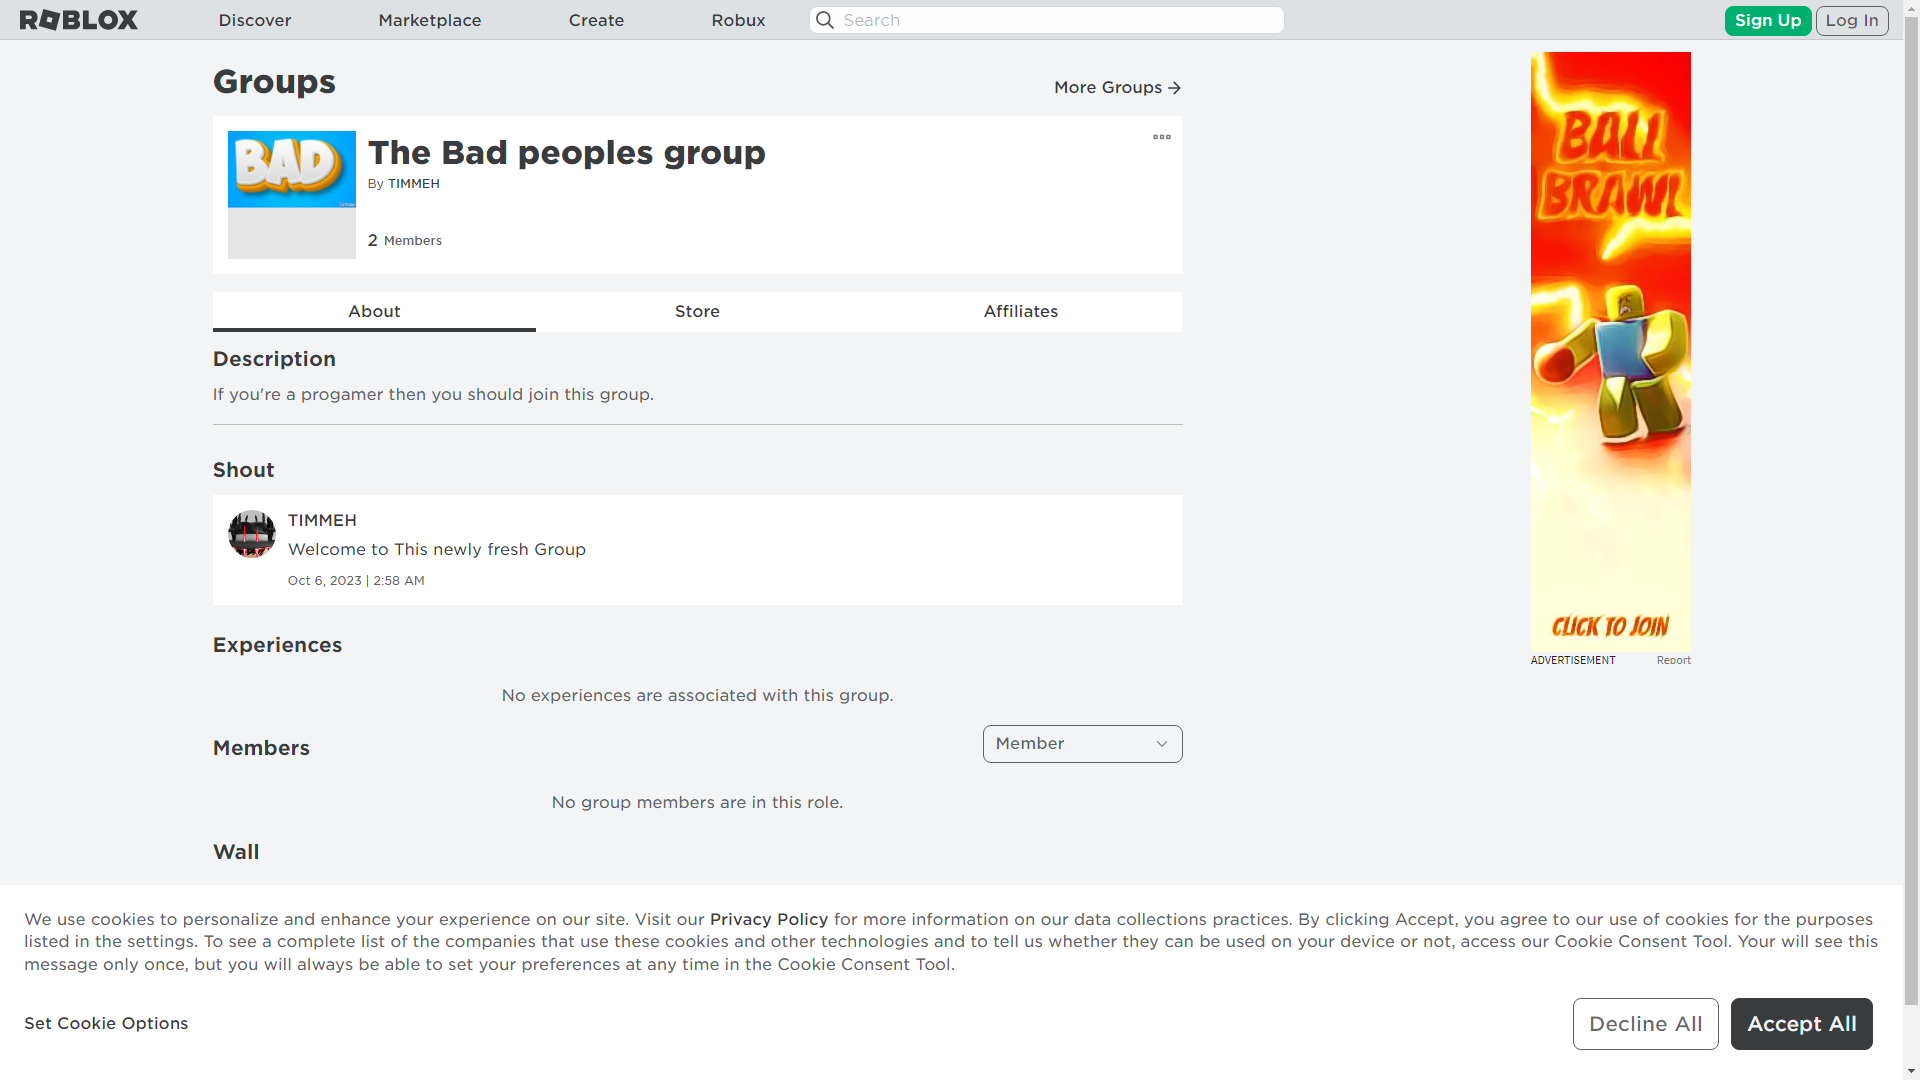 ROBLOX
Discover
Marketplace
Create
Robux
Search
Sign Up
Log In
Groups
More Groups
BAD
The Bad peoples group
By TIMMEH
2 Members
About
Store
Affiliates
Description
If you're a progamer then you should join this group.
Shout
TIMMEH
Welcome to This newly fresh Group
Oct 6, 2023 | 2:58 AM
Experiences
No experiences are associated with this group.
Members
Member
No group members are in this role.
Wall
BALL
BRAWL
CLICK TO JOIN
ADVERTISEMENT
Report
We use cookies to personalize and enhance your experience on our site. Visit our Privacy Policy for more information on our data collections practices. By clicking Accept, you agree to our use of cookies for the purposes
listed in the settings. To see a complete list of the companies that use these cookies and other technologies and to tell us whether they can be used on your device or not, access our Cookie Consent Tool. Your will see this
message only once, but you will always be able to set your preferences at any time in the Cookie Consent Tool.
Set Cookie Options
Decline All
Accept All